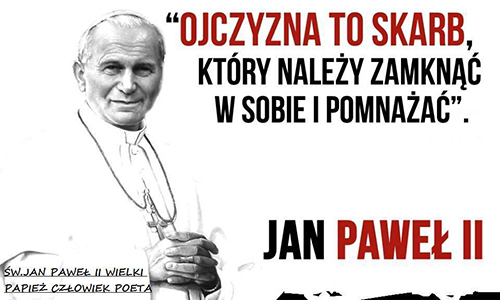 “OJCZYZNA TO SKARB,
KTÓRY NALEŻY ZAMKNĄĆ
W SOBIE I POMNAŻAĆ”.
JAN PAWEŁ II
ŚW.JAN PAWEŁ II WIELKI
PAPIEŻ CZŁOWIEK POETA